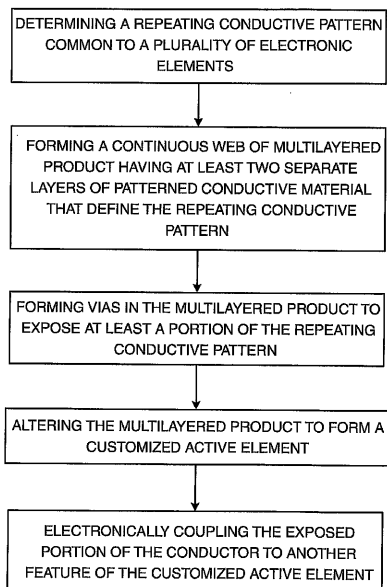 DETERMINING A REPEATING CONDUCTIVE PATTERN
COMMON TO A PLURALITY OF ELECTRONIC
ELEMENTS
FORMING A CONTINUOUS WEB OF MULTILAYERED
PRODUCT HAVING AT LEAST TWO SEPARATE
LAYERS OF PATTERNED CONDUCTIVE MATERIAL
THAT DEFINE THE REPEATING CONDUCTIVE
PATTERN
FORMING VIAS IN THE MULTILAYERED PRODUCT TO
EXPOSE AT LEAST A PORTION OF THE REPEATING
CONDUCTIVE PATTERN
ALTERING THE MULTILAYERED PRODUCT TO FORM A
CUSTOMIZED ACTIVE ELEMENT
ELECTRONICALLY COUPLING THE EXPOSED
PORTION OF THE CONDUCTOR TO ANOTHER
FEATURE OF THE CUSTOMIZED ACTIVE ELEMENT